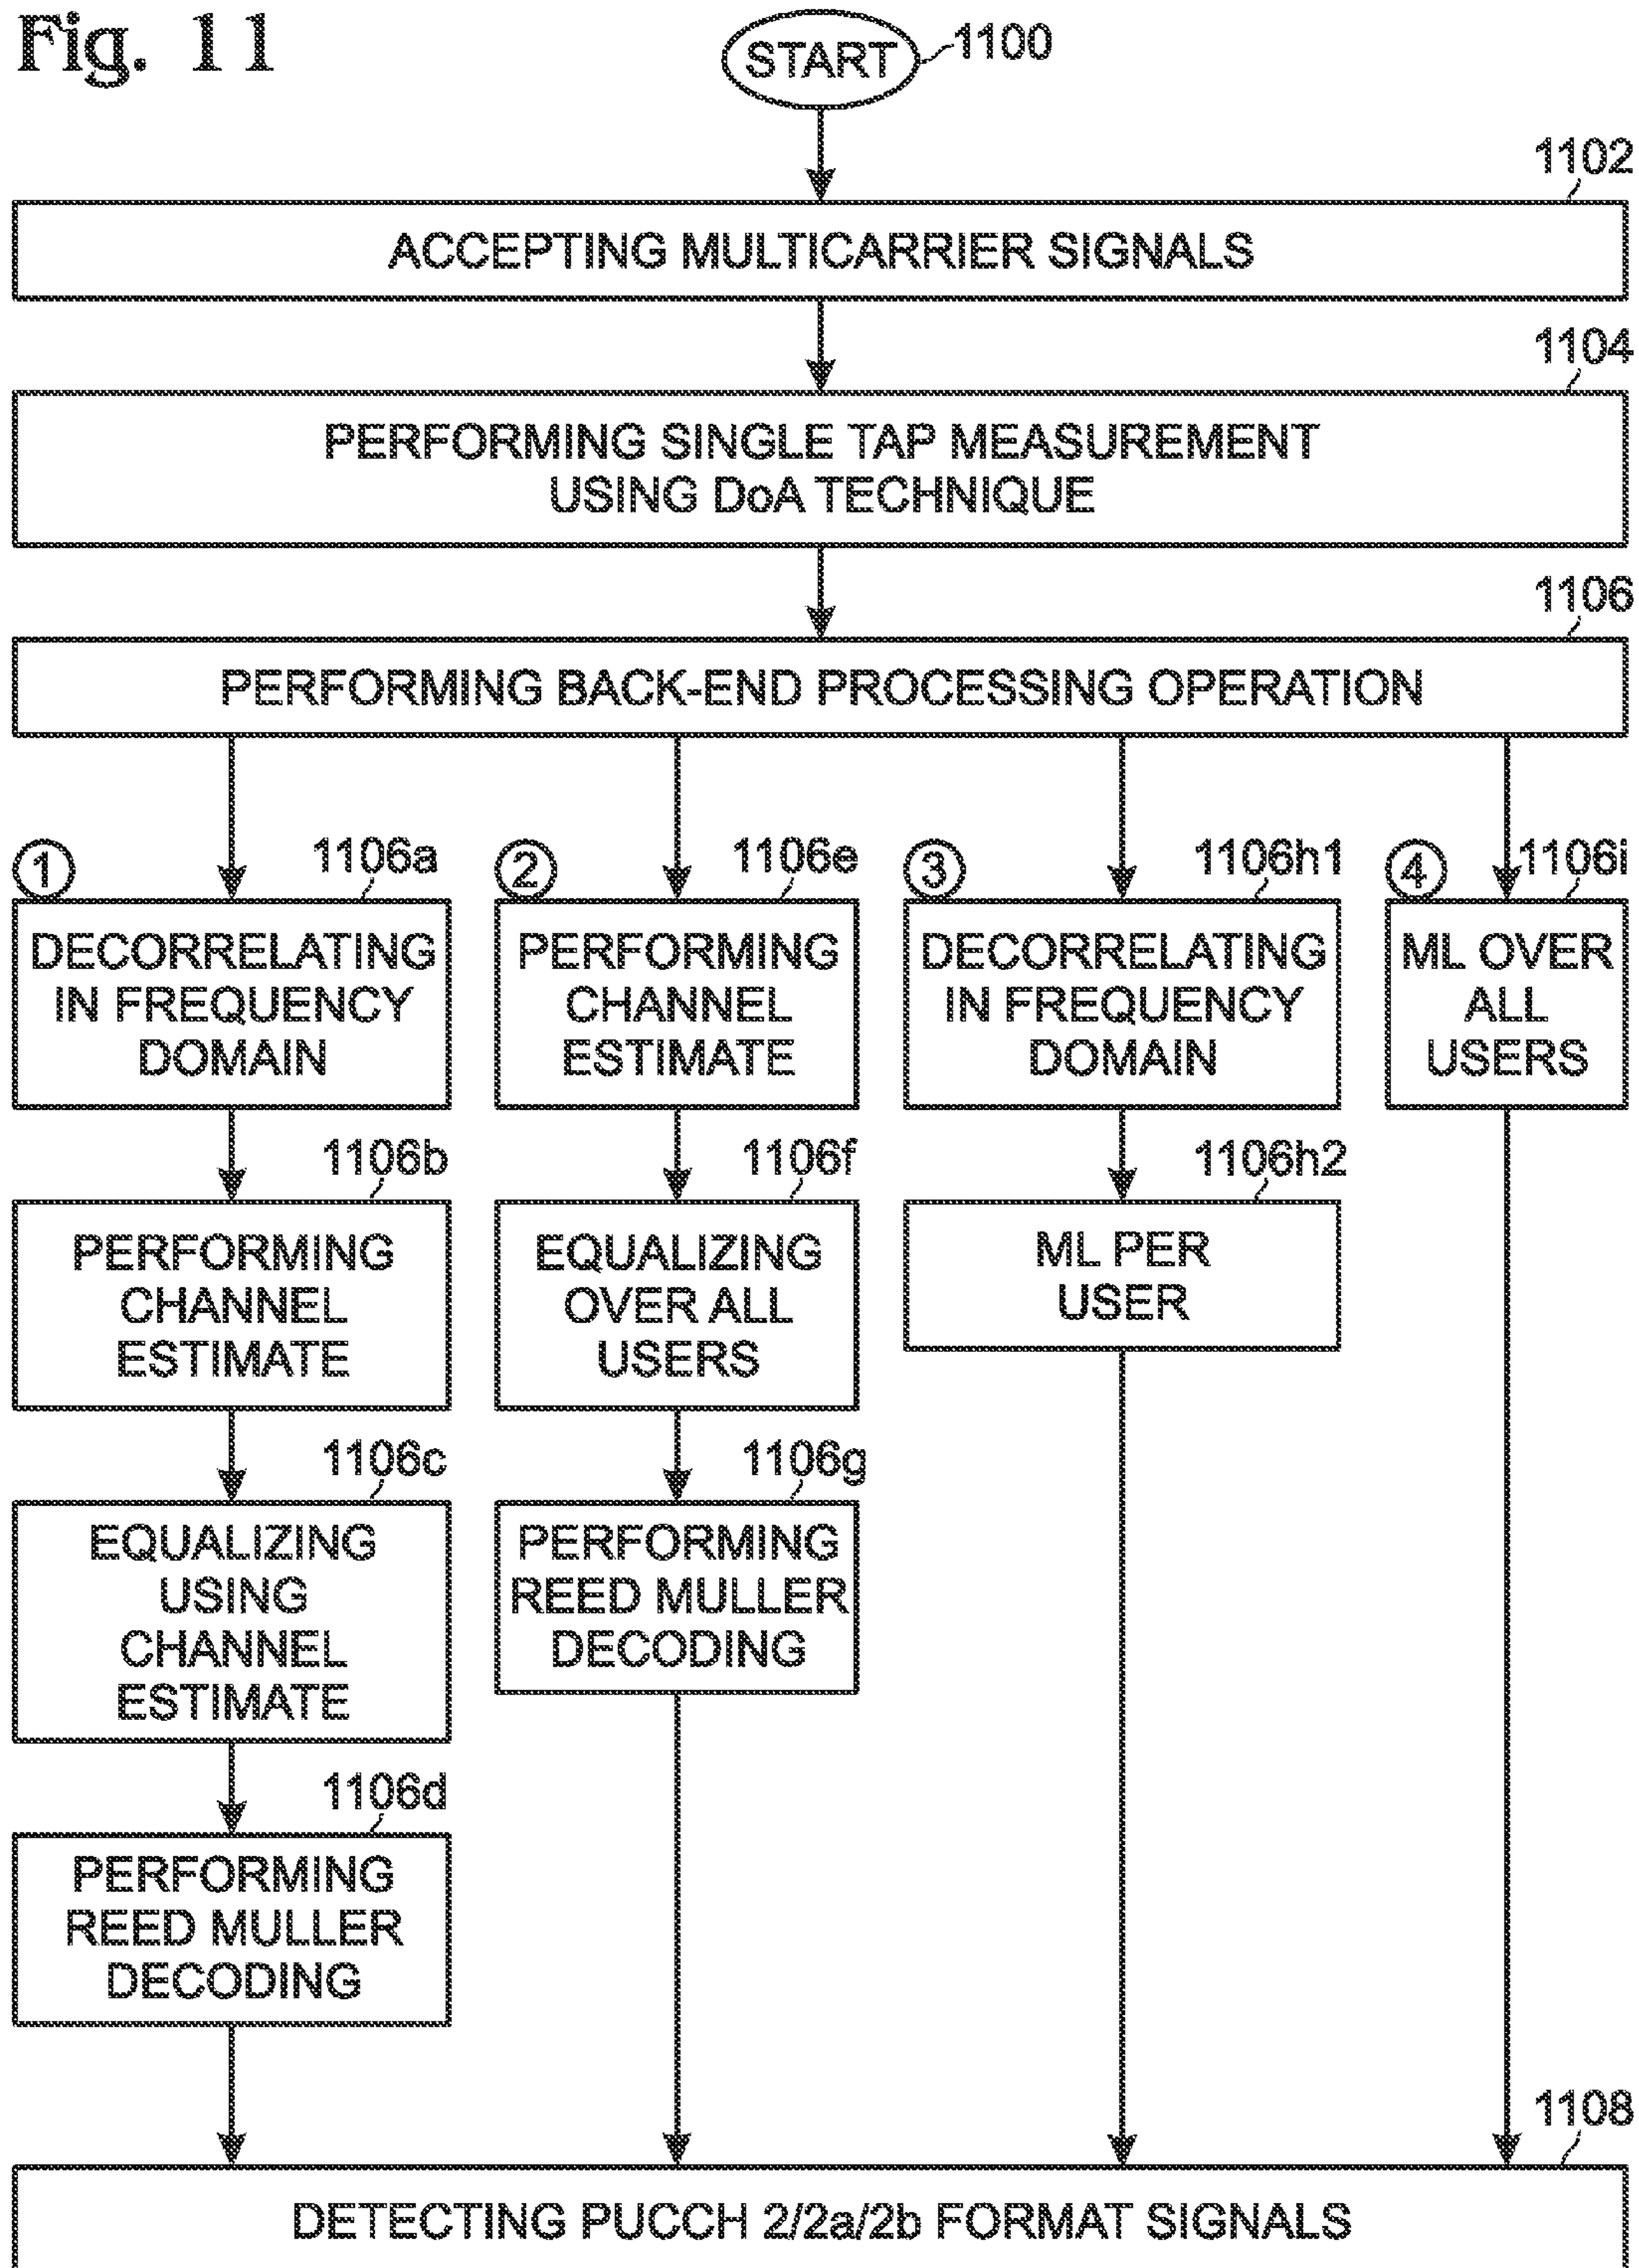 Fig. 11
START
1100
1102
ACCEPTING MULTICARRIER SIGNALS
1104
PERFORMING SINGLE TAP MEASUREMENT
USING DoA TECHNIQUE
1106
PERFORMING BACK-END PROCESSING OPERATION
1
1106a
DECORRELATING
IN FREQUENCY
DOMAIN
1106b
PERFORMING
CHANNEL
ESTIMATE
1106c
EQUALIZING
USING
CHANNEL
ESTIMATE
1106d
PERFORMING
REED MULLER
DECODING
2
1106e
PERFORMING
CHANNEL
ESTIMATE
1106f
EQUALIZING
OVER ALL
USERS
1106g
PERFORMING
REED MULLER
DECODING
3
1106h1
DECORRELATING
IN FREQUENCY
DOMAIN
1106h2
ML PER
USER
4
1106i
ML OVER
ALL
USERS
1108
DETECTING PUCCH 2/2a/2b FORMAT SIGNALS